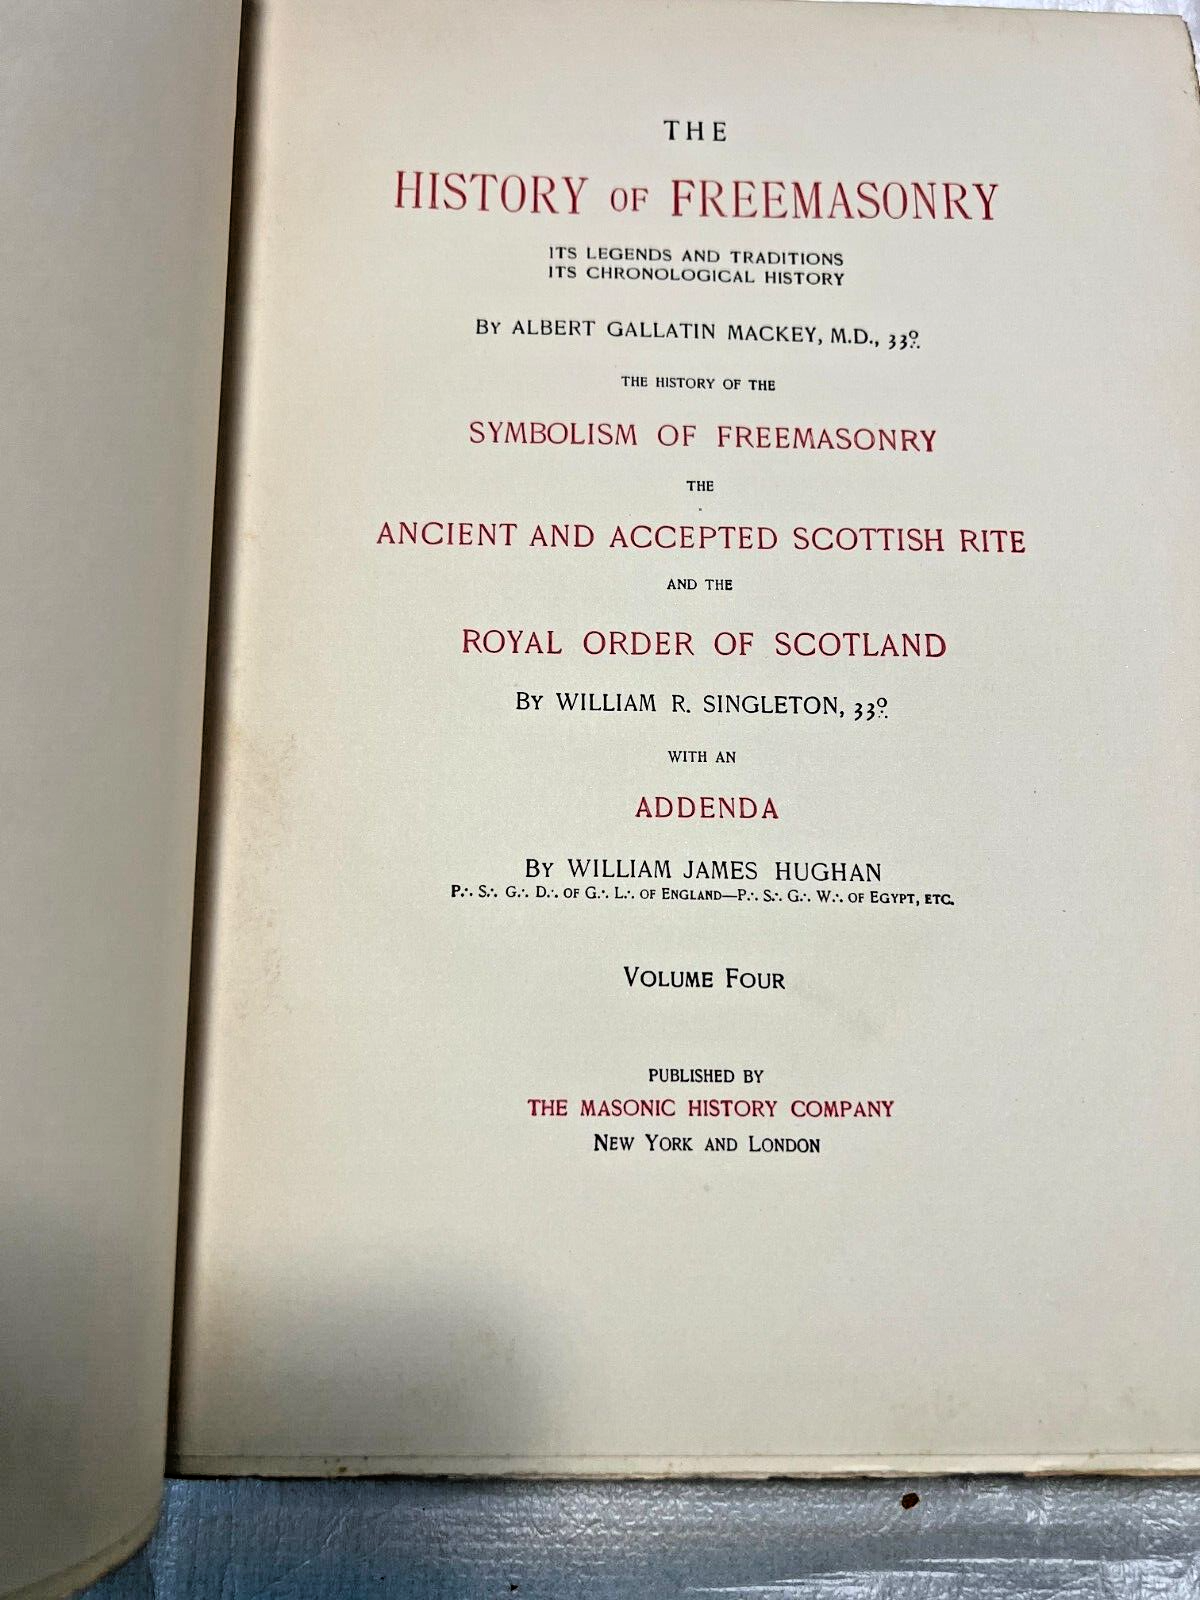 THE
HISTORY OF FREEMASONRY
ITS LEGENDS AND TRADITIONS
ITS CHRONOLOGICAL HISTORY
BY ALBERT GALLATIN MACKEY, M.D., 33º∴
THE HISTORY OF THE
SYMBOLISM OF FREEMASONRY
THE
ANCIENT AND ACCEPTED SCOTTISH RITE
AND THE
ROYAL ORDER OF SCOTLAND
BY WILLIAM R. SINGLETON, 33º∴
WITH AN
ADDENDA
BY WILLIAM JAMES HUGHAN
P∴ S∴ G∴ D∴ OF G∴ L∴ OF ENGLAND—P∴ S∴ G∴ W∴ OF EGYPT, ETC.
VOLUME FOUR
PUBLISHED BY
THE MASONIC HISTORY COMPANY
NEW YORK AND LONDON